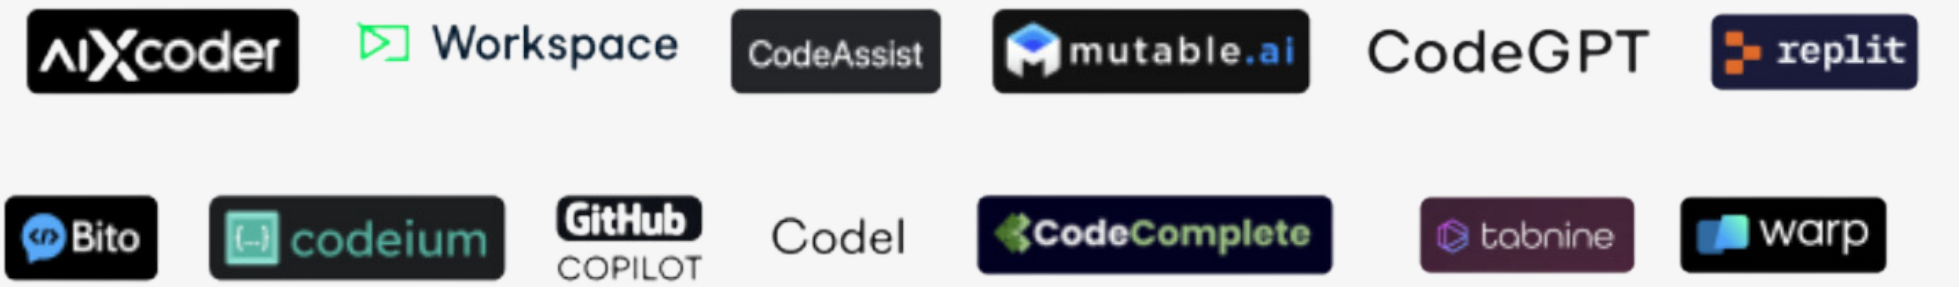 aiXcoder
Workspace
CodeAssist
mutable.ai
CodeGPT
replit
</> Bito
{...} codeium
GitHub
COPILOT
Codel
CodeComplete
tabnine
warp